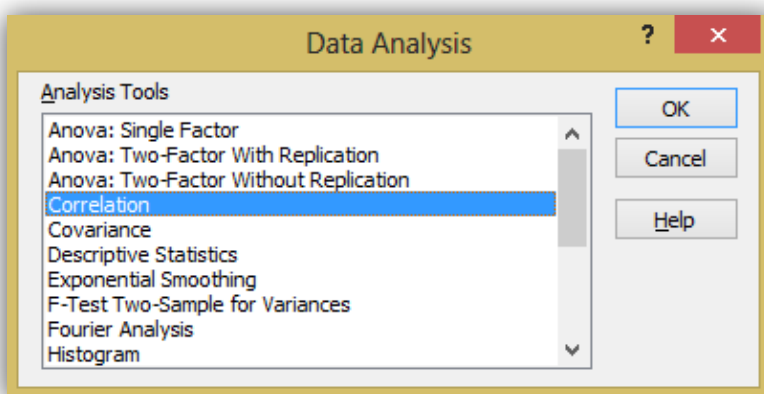 Data Analysis
?
×
Analysis Tools
Anova: Single Factor
Anova: Two-Factor With Replication
Anova: Two-Factor Without Replication
Correlation
Covariance
Descriptive Statistics
Exponential Smoothing
F-Test Two-Sample for Variances
Fourier Analysis
Histogram
OK
Cancel
Help